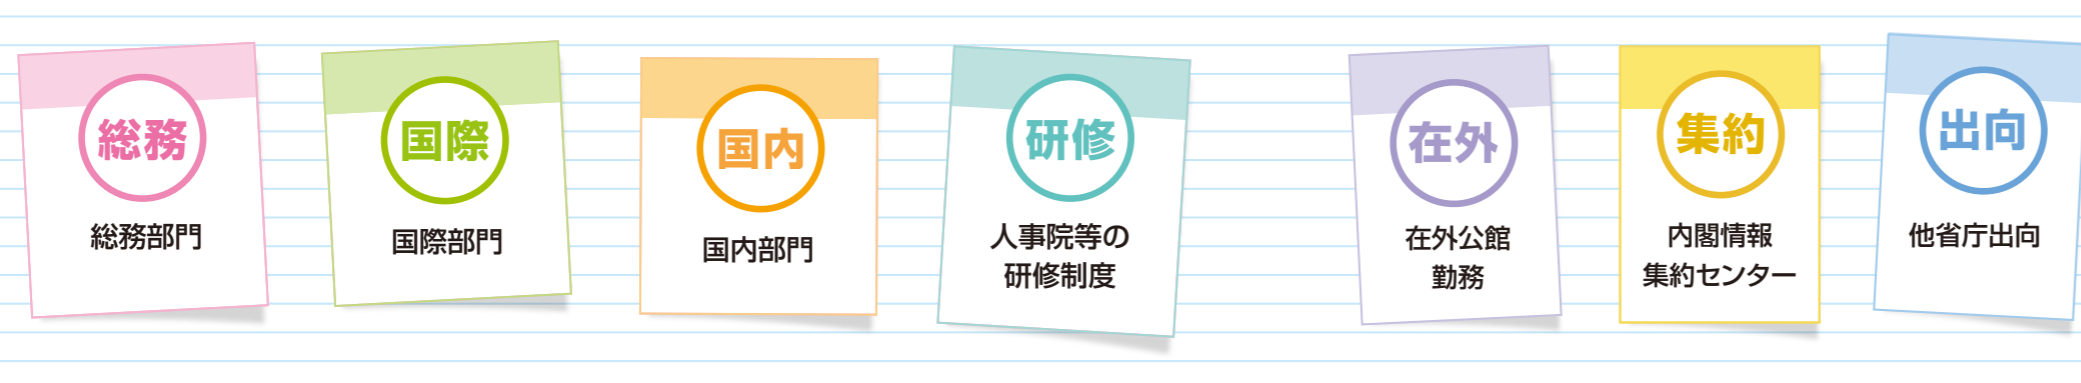 総務
総務部門
国際
国際部門
国内
国内部門
研修
人事院等の
研修制度
在外
在外公館
勤務
集約
内閣情報
集約センター
出向
他省庁出向